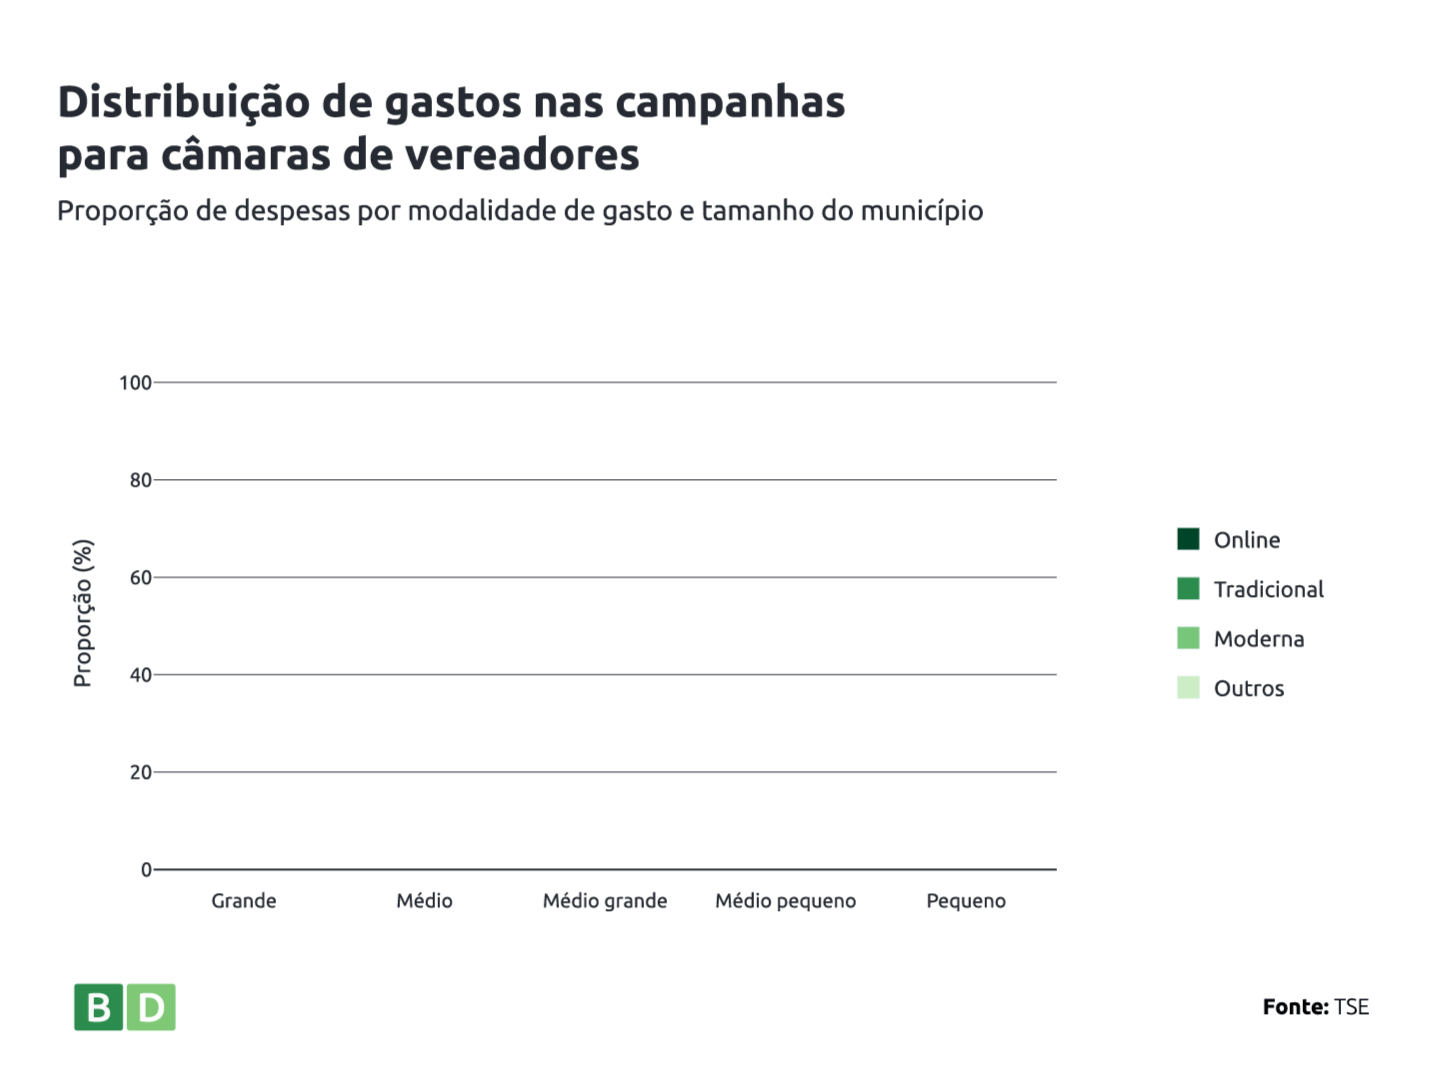 Distribuição de gastos nas campanhas
para câmaras de vereadores
Proporção de despesas por modalidade de gasto e tamanho do município
Proporção (%)
100
80
60
40
20
0
Grande
Médio
Médio grande
Médio pequeno
Pequeno
Online
Tradicional
Moderna
Outros
BD
Fonte: TSE